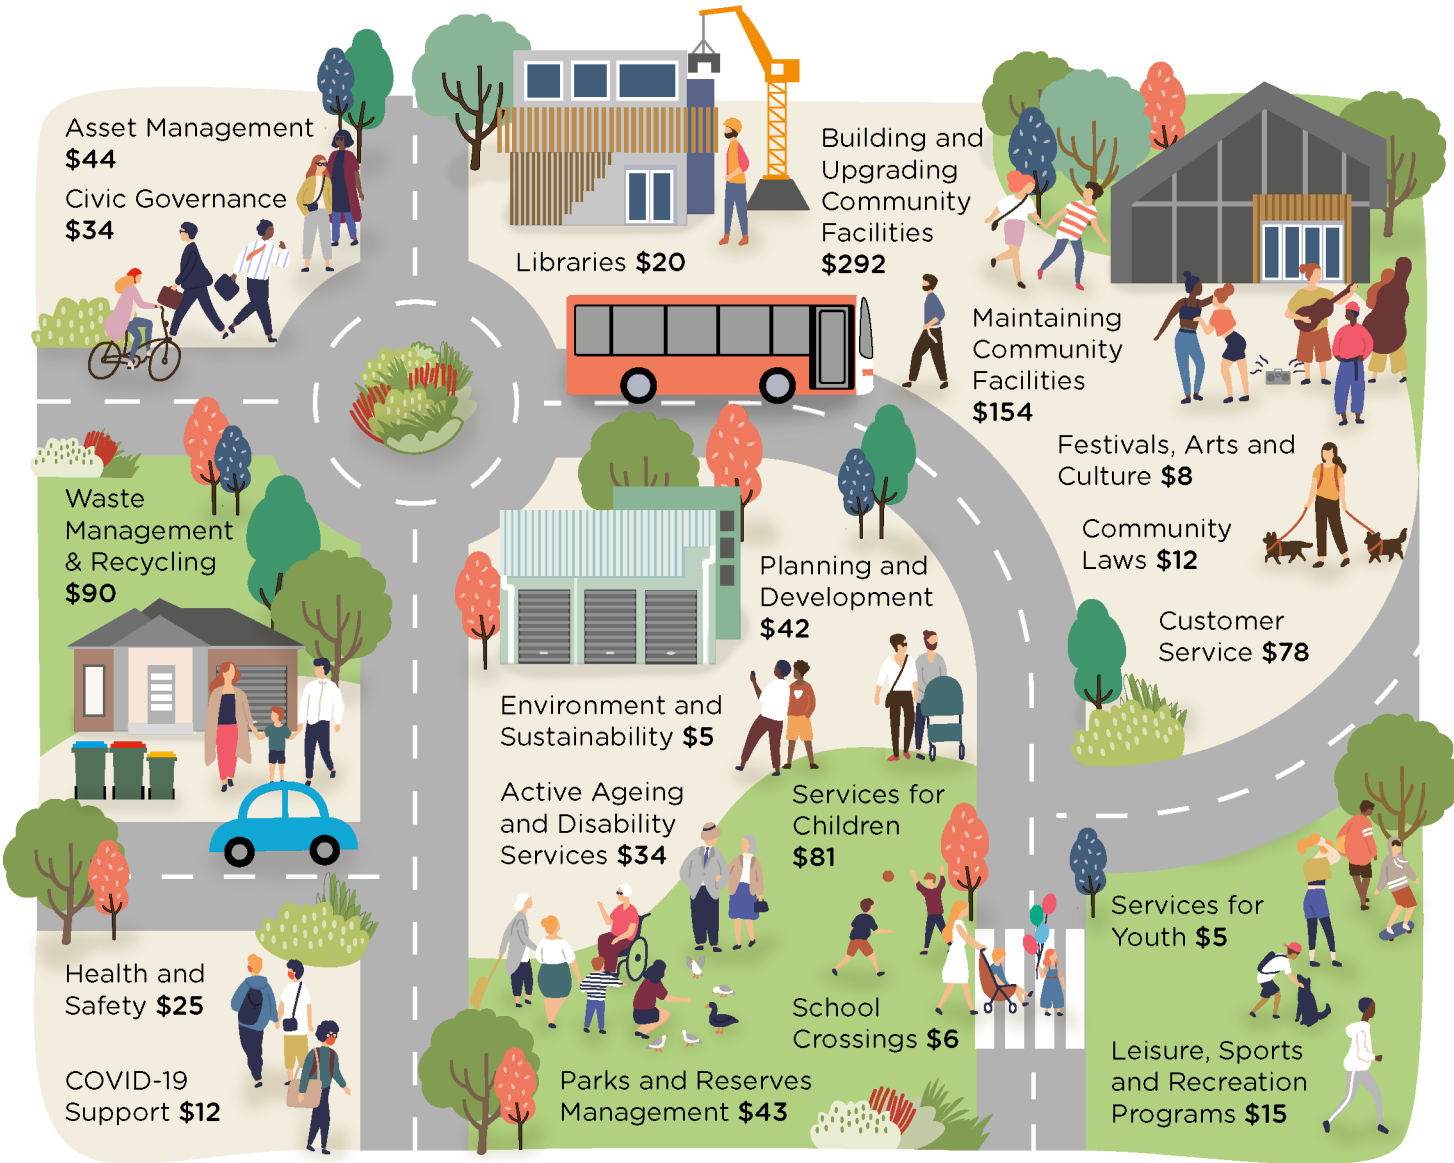 Asset Management
$44
Civic Governance
$34
Libraries $20
Building and
Upgrading
Community
Facilities
$292
Maintaining
Community
Facilities
$154
Festivals, Arts and
Culture $8
Community
Laws $12
Customer
Service $78
Waste
Management
& Recycling
$90
Planning and
Development
$42
Environment and
Sustainability $5
Active Ageing
and Disability
Services $34
Services for
Children
$81
Services for
Youth $5
Health and
Safety $25
School
Crossings $6
COVID-19
Support $12
Parks and Reserves
Management $43
Leisure, Sports
and Recreation
Programs $15